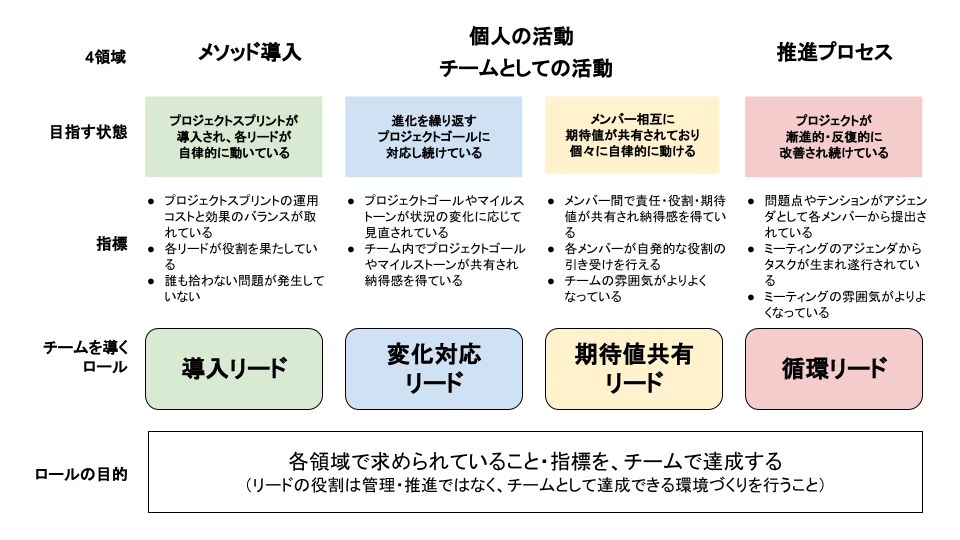 4領域
メソッド導入
個人の活動
チームとしての活動
推進プロセス
目指す状態
プロジェクトスプリントが
導入され、各リードが
自律的に動いている
進化を繰り返す
プロジェクトゴールに
対応し続けている
メンバー相互に
期待値が共有されており
個々に自律的に動ける
プロジェクトが
漸進的・反復的に
改善され続けている
指標
● プロジェクトスプリントの運用
コストと効果のバランスが取
れている
● 各リードが役割を果たしてい
る
● 誰も拾わない問題が発生して
いない
● プロジェクトゴールやマイルス
トーンが状況の変化に応じて
見直されている
● チーム内でプロジェクトゴール
やマイルストーンが共有され
納得感を得ている
● メンバー間で責任・役割・期待
値が共有され納得感を得てい
る
● 各メンバーが自発的な役割の
引き受けを行える
● チームの雰囲気がよりよく
なっている
● 問題点やテンションがアジェン
ダとして各メンバーから提出さ
れている
● ミーティングのアジェンダから
タスクが生まれ遂行されてい
る
● ミーティングの雰囲気がよりよ
くなっている
チームを導く
ロール
導入リード
変化対応
リード
期待値共有
リード
循環リード
ロールの目的
各領域で求められていること・指標を、チームで達成する
（リードの役割は管理・推進ではなく、チームとして達成できる環境づくりを行うこと）